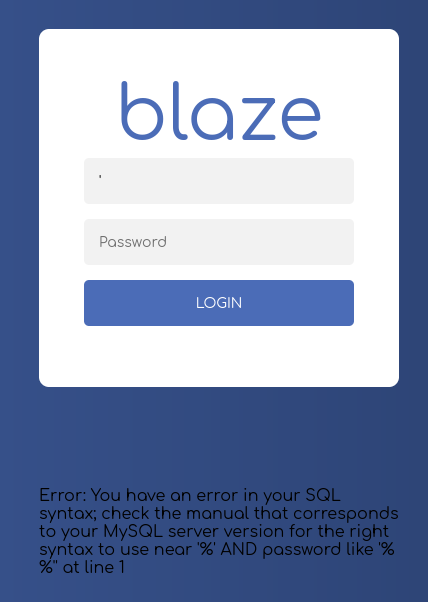 blaze
'
Password
LOGIN
Error: You have an error in your SQL
syntax; check the manual that corresponds
to your MySQL server version for the right
syntax to use near '%' AND password like '%
%'' at line 1